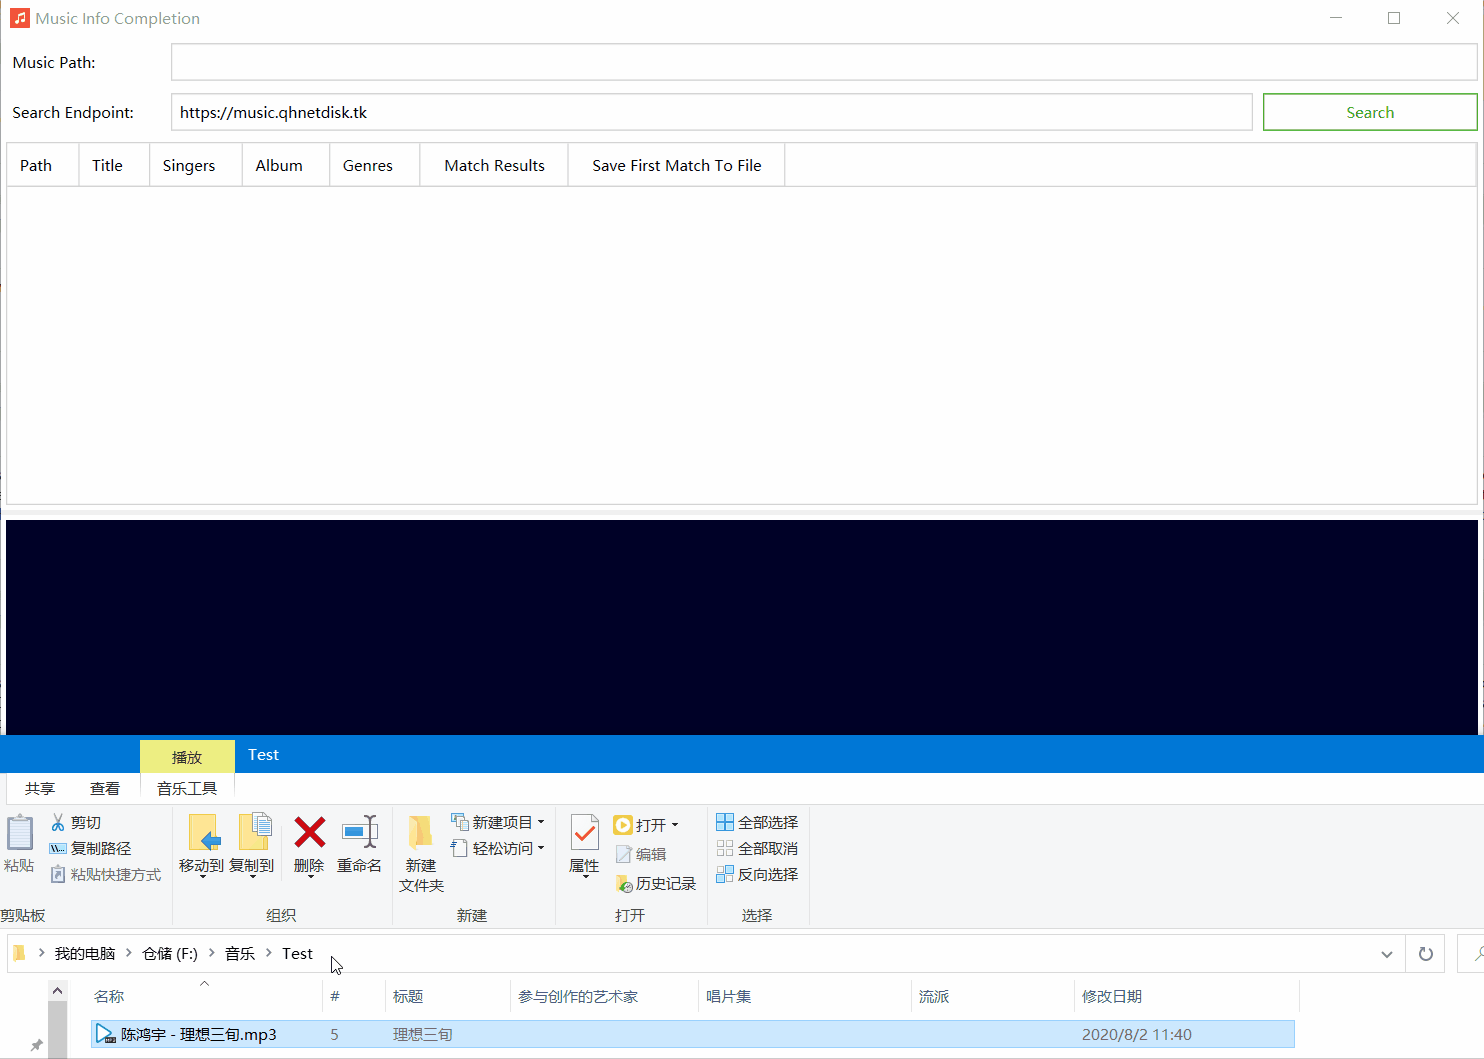 Music Info Completion
Music Path:
Search Endpoint: https://music.qhnetdisk.tk Search
Path Title Singers Album Genres Match Results Save First Match To File
播放 Test
共享 查看 音乐工具
粘贴 剪切 复制路径 粘贴快捷方式
移动到 复制到 删除 重命名
新建文件夹 新建项目 轻松访问
属性 打开 编辑 历史记录
全部选择 全部取消 反向选择
剪贴板 组织 新建 打开 选择
我的电脑 仓储 (F:) 音乐 Test
名称 # 标题 参与创作的艺术家 唱片集 流派 修改日期
陈鸿宇 - 理想三旬.mp3 5 理想三旬 2020/8/2 11:40